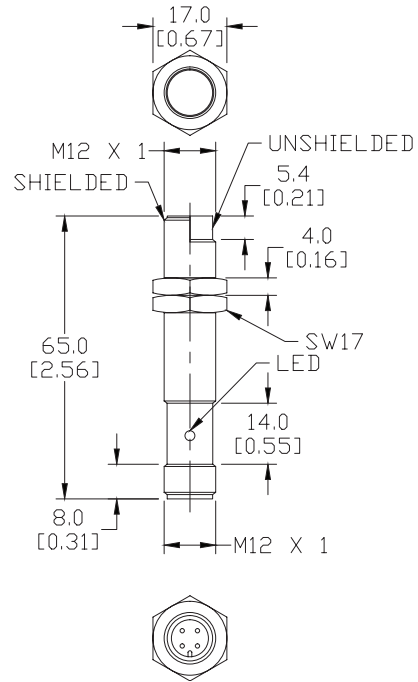 17.0
[0.67]
M12 X 1
UNSHIELDED
SHIELDED
5.4
[0.21]
4.0
[0.16]
65.0
[2.56]
SW17
LED
14.0
[0.55]
8.0
[0.31]
M12 X 1